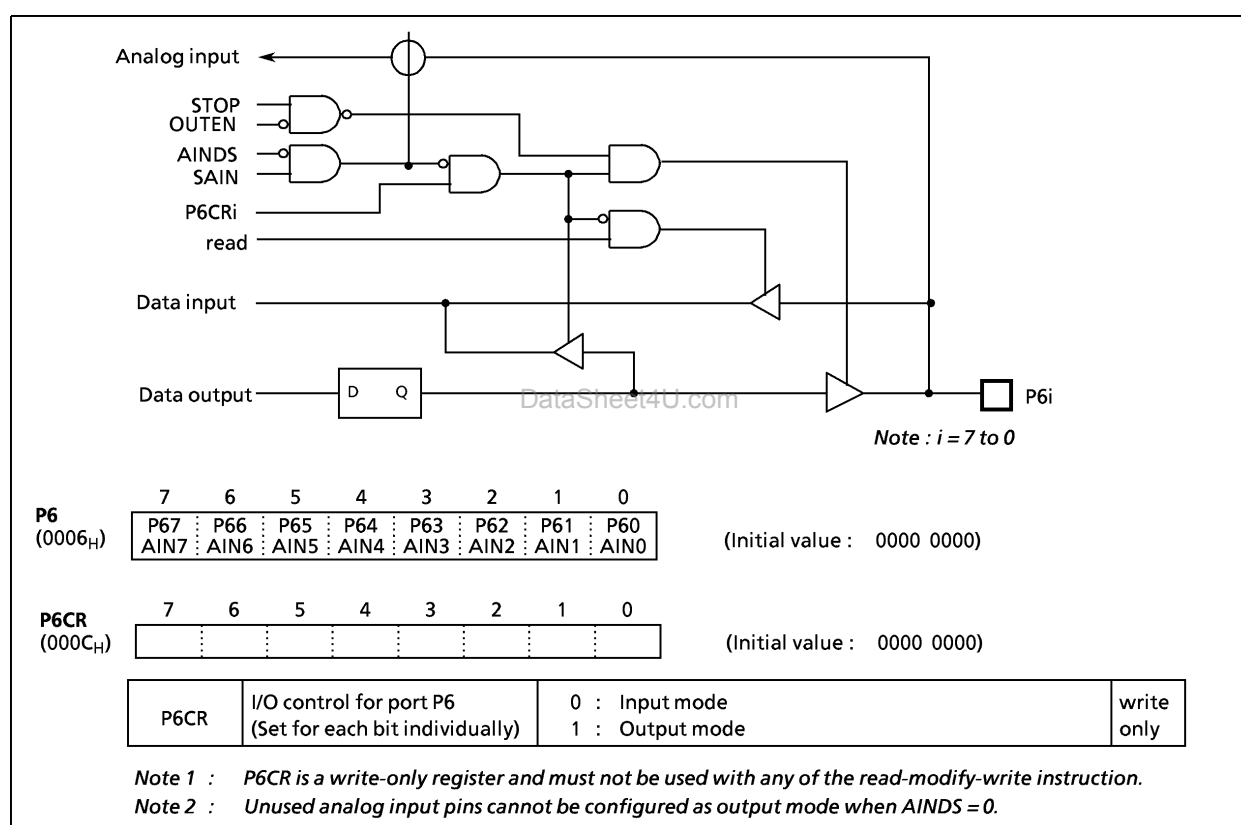 Analog input
STOP
OUTEN
AINDS
SAIN
P6CRi
read
Data input
Data output
D Q
DataSheet4U.com
P6i
Note : i = 7 to 0
7 6 5 4 3 2 1 0
P6
(0006H)
P67 P66 P65 P64 P63 P62 P61 P60
AIN7 AIN6 AIN5 AIN4 AIN3 AIN2 AIN1 AIN0
(Initial value : 0000 0000)
7 6 5 4 3 2 1 0
P6CR
(000CH)
(Initial value : 0000 0000)
P6CR
I/O control for port P6
(Set for each bit individually)
0 : Input mode
1 : Output mode
write
only
Note 1 : P6CR is a write-only register and must not be used with any of the read-modify-write instruction.
Note 2 : Unused analog input pins cannot be configured as output mode when AINDS = 0.